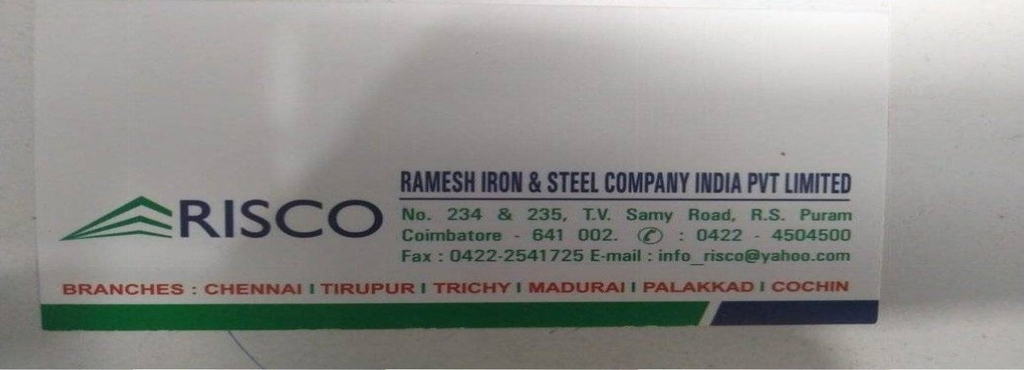 RISCO
RAMESH IRON & STEEL COMPANY INDIA PVT LIMITED
No. 234 & 235, T.V. Samy Road, R.S. Puram
Coimbatore - 641 002. ✆ : 0422 - 4504500
Fax : 0422-2541725 E-mail : info_risco@yahoo.com
BRANCHES : CHENNAI I TIRUPUR I TRICHY I MADURAI I PALAKKAD I COCHIN